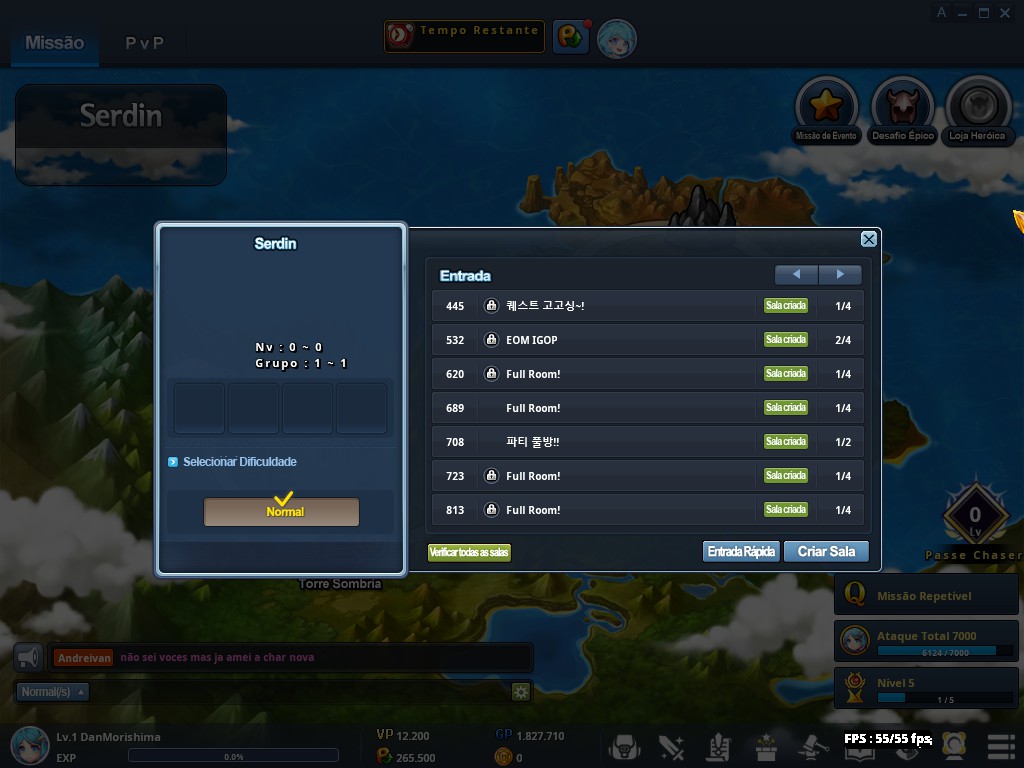 A
Missão
PvP
Tempo Restante
Serdin
Missão de Evento
Desafio Épico
Loja Heróica
Serdin
Nv : 0 ~ 0
Grupo : 1 ~ 1
Selecionar Dificuldade
Normal
Entrada
445 퀘스트 고고싱~! Sala criada 1/4
532 EOM IGOP Sala criada 2/4
620 Full Room! Sala criada 1/4
689 Full Room! Sala criada 1/4
708 파티 풀방!! Sala criada 1/2
723 Full Room! Sala criada 1/4
813 Full Room! Sala criada 1/4
Verificar todas as salas
Entrada Rápida
Criar Sala
0
Lv
Passe Chaser
Torre Sombria
Q Missão Repetível
Ataque Total 7000
6124 / 7000
Nivel 5
1 / 5
Andreivan não sei voces mas ja amei a char nova
Normal(/s)
Lv.1 DanMorishima
EXP 0.0%
VP 12.200
GP 1.827.710
265.500
0
FPS : 55/55 fps